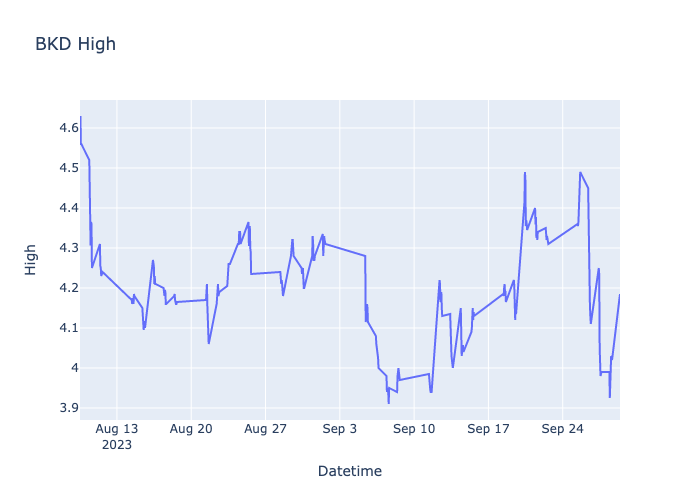 BKD High
4.6
4.5
4.4
4.3
4.2
4.1
4
3.9
High
Aug 13
2023
Aug 20
Aug 27
Sep 3
Sep 10
Sep 17
Sep 24
Datetime